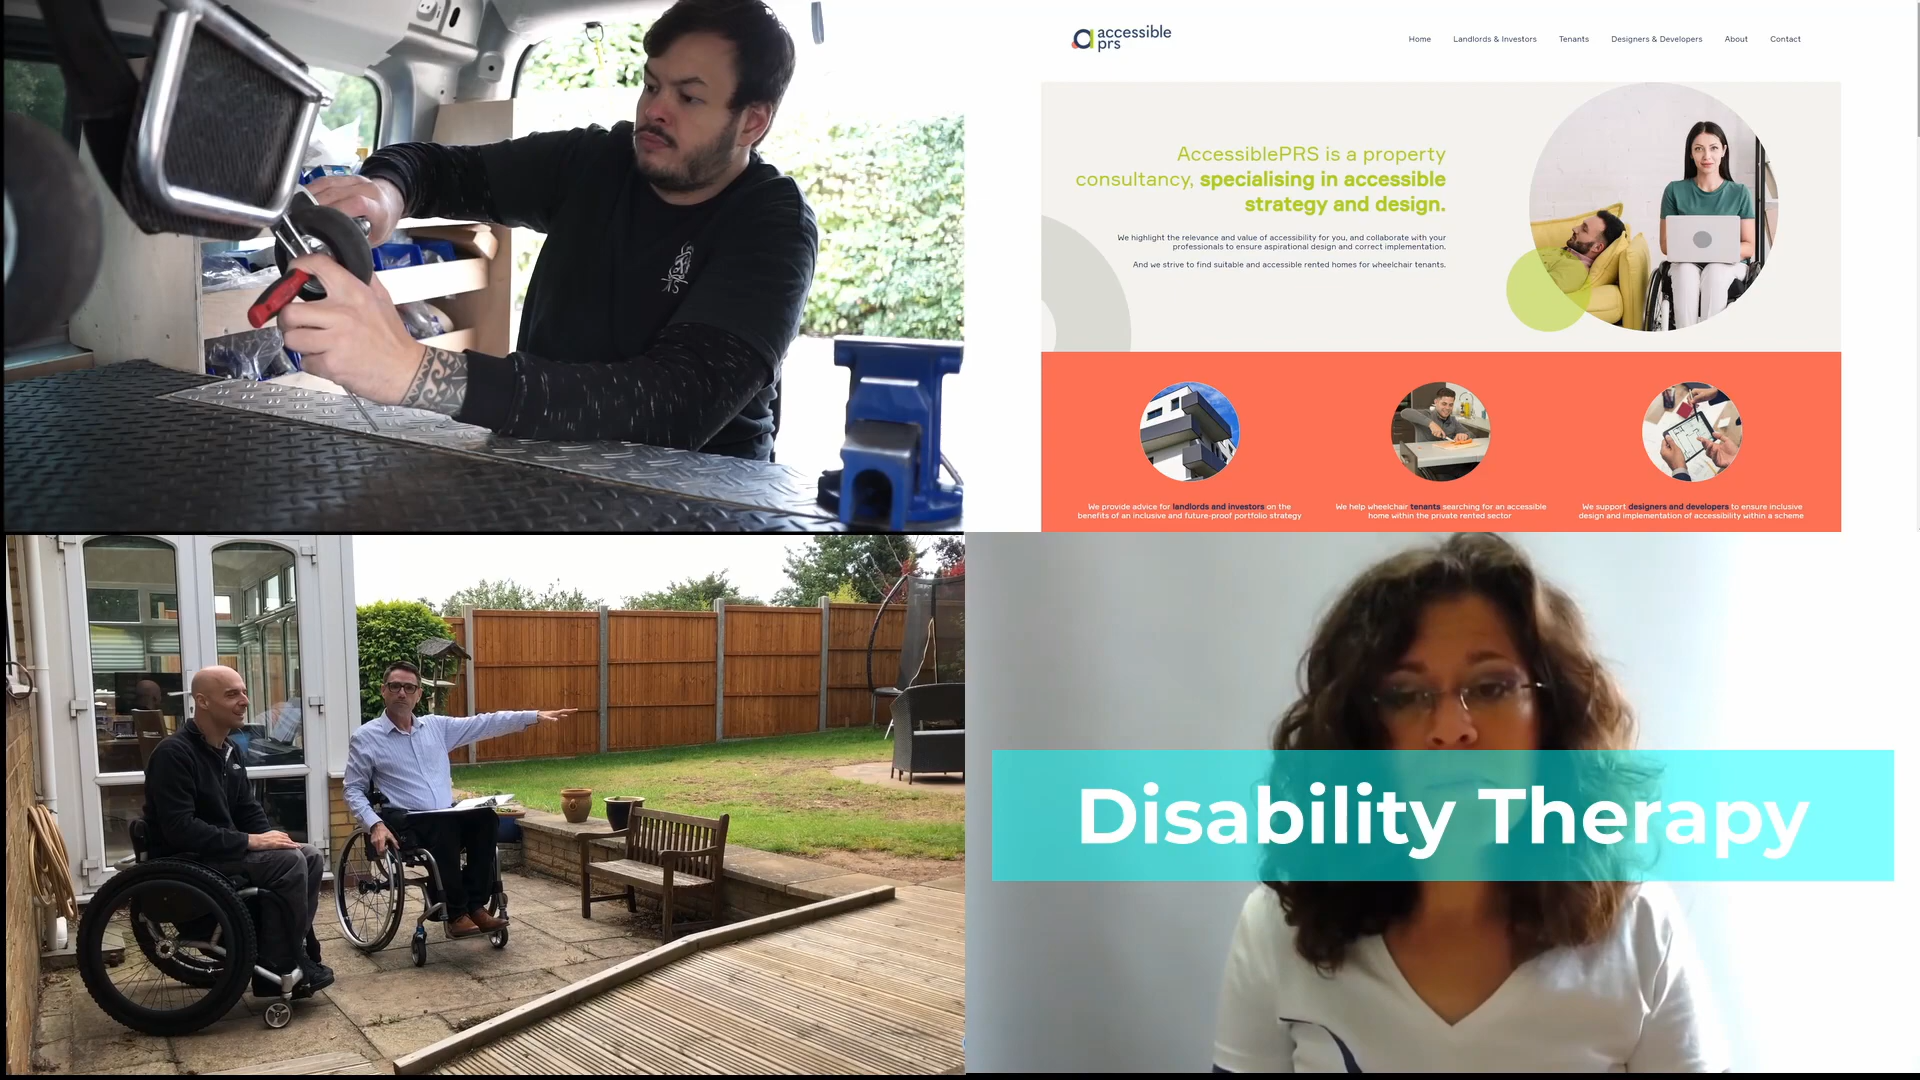 accessible
prs
Home Landlords & Investors Tenants Designers & Developers About Contact
AccessiblePRS is a property
consultancy, specialising in accessible
strategy and design.
We highlight the relevance and value of accessibility for you, and collaborate with your
professionals to ensure aspirational design and correct implementation.
And we strive to find suitable and accessible rented homes for wheelchair tenants.
We provide advice for landlords and investors on the
benefits of an inclusive and future-proof portfolio strategy
We help wheelchair tenants searching for an accessible
home within the private rented sector
We support designers and developers to ensure inclusive
design and implementation of accessibility within a scheme
Disability Therapy